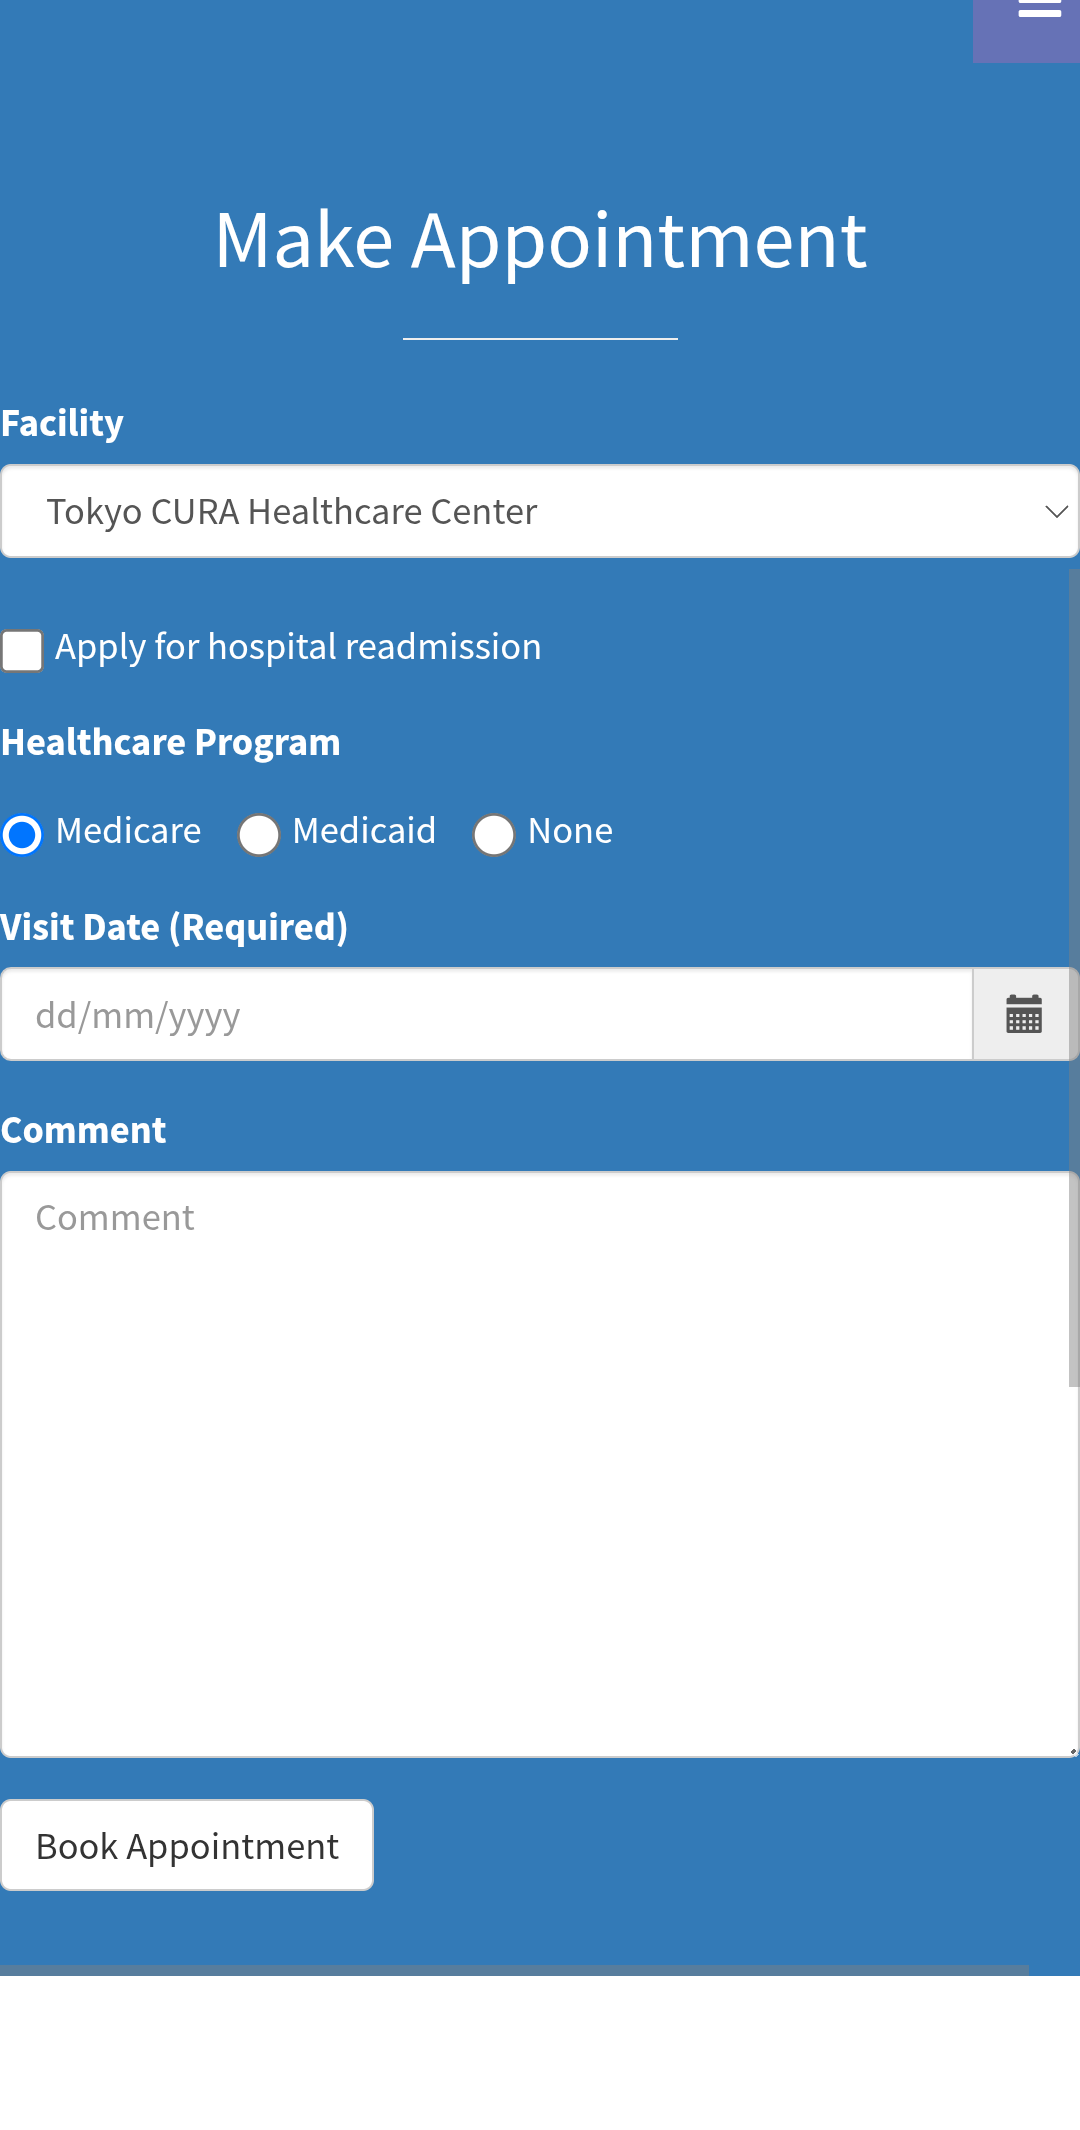 Make Appointment
Facility
Tokyo CURA Healthcare Center
Apply for hospital readmission
Healthcare Program
Medicare Medicaid None
Visit Date (Required)
dd/mm/yyyy
Comment
Comment
Book Appointment